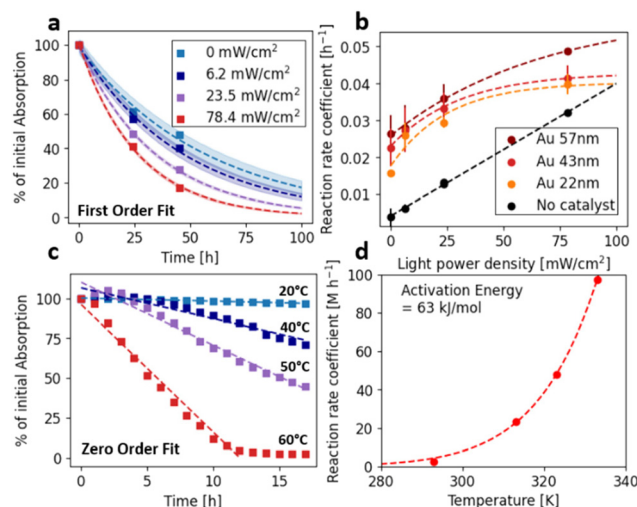 a
% of initial Absorption
100
80
60
40
20
0
0 mW/cm²
6.2 mW/cm²
23.5 mW/cm²
78.4 mW/cm²
First Order Fit
0 25 50 75 100
Time [h]
b
Reaction rate coefficient [h⁻¹]
0.05
0.04
0.03
0.02
0.01
0.00
Au 57nm
Au 43nm
Au 22nm
No catalyst
0 25 50 75 100
Light power density [mW/cm²]
c
% of initial Absorption
100
75
50
25
0
20°C
40°C
50°C
60°C
Zero Order Fit
0 5 10 15
Time [h]
d
Reaction rate coefficient [M h⁻¹]
100
80
60
40
20
0
Activation Energy
= 63 kJ/mol
280 300 320 340
Temperature [K]